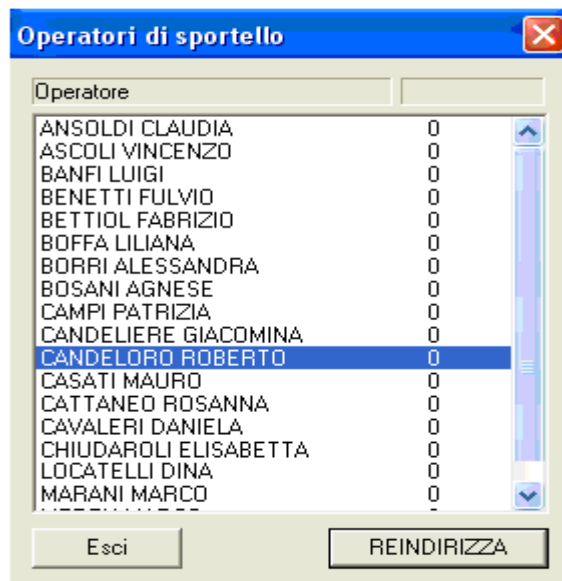 Operatori di sportello
Operatore
ANSOLDI CLAUDIA 0
ASCOLI VINCENZO 0
BANFI LUIGI 0
BENETTI FULVIO 0
BETTIOL FABRIZIO 0
BOFFA LILIANA 0
BORRI ALESSANDRA 0
BOSANI AGNESE 0
CAMPI PATRIZIA 0
CANDELIERE GIACOMINA 0
CANDELORO ROBERTO 0
CASATI MAURO 0
CATTANEO ROSANNA 0
CAVALERI DANIELA 0
CHIUDAROLI ELISABETTA 0
LOCATELLI DINA 0
MARANI MARCO 0
Esci REINDIRIZZA